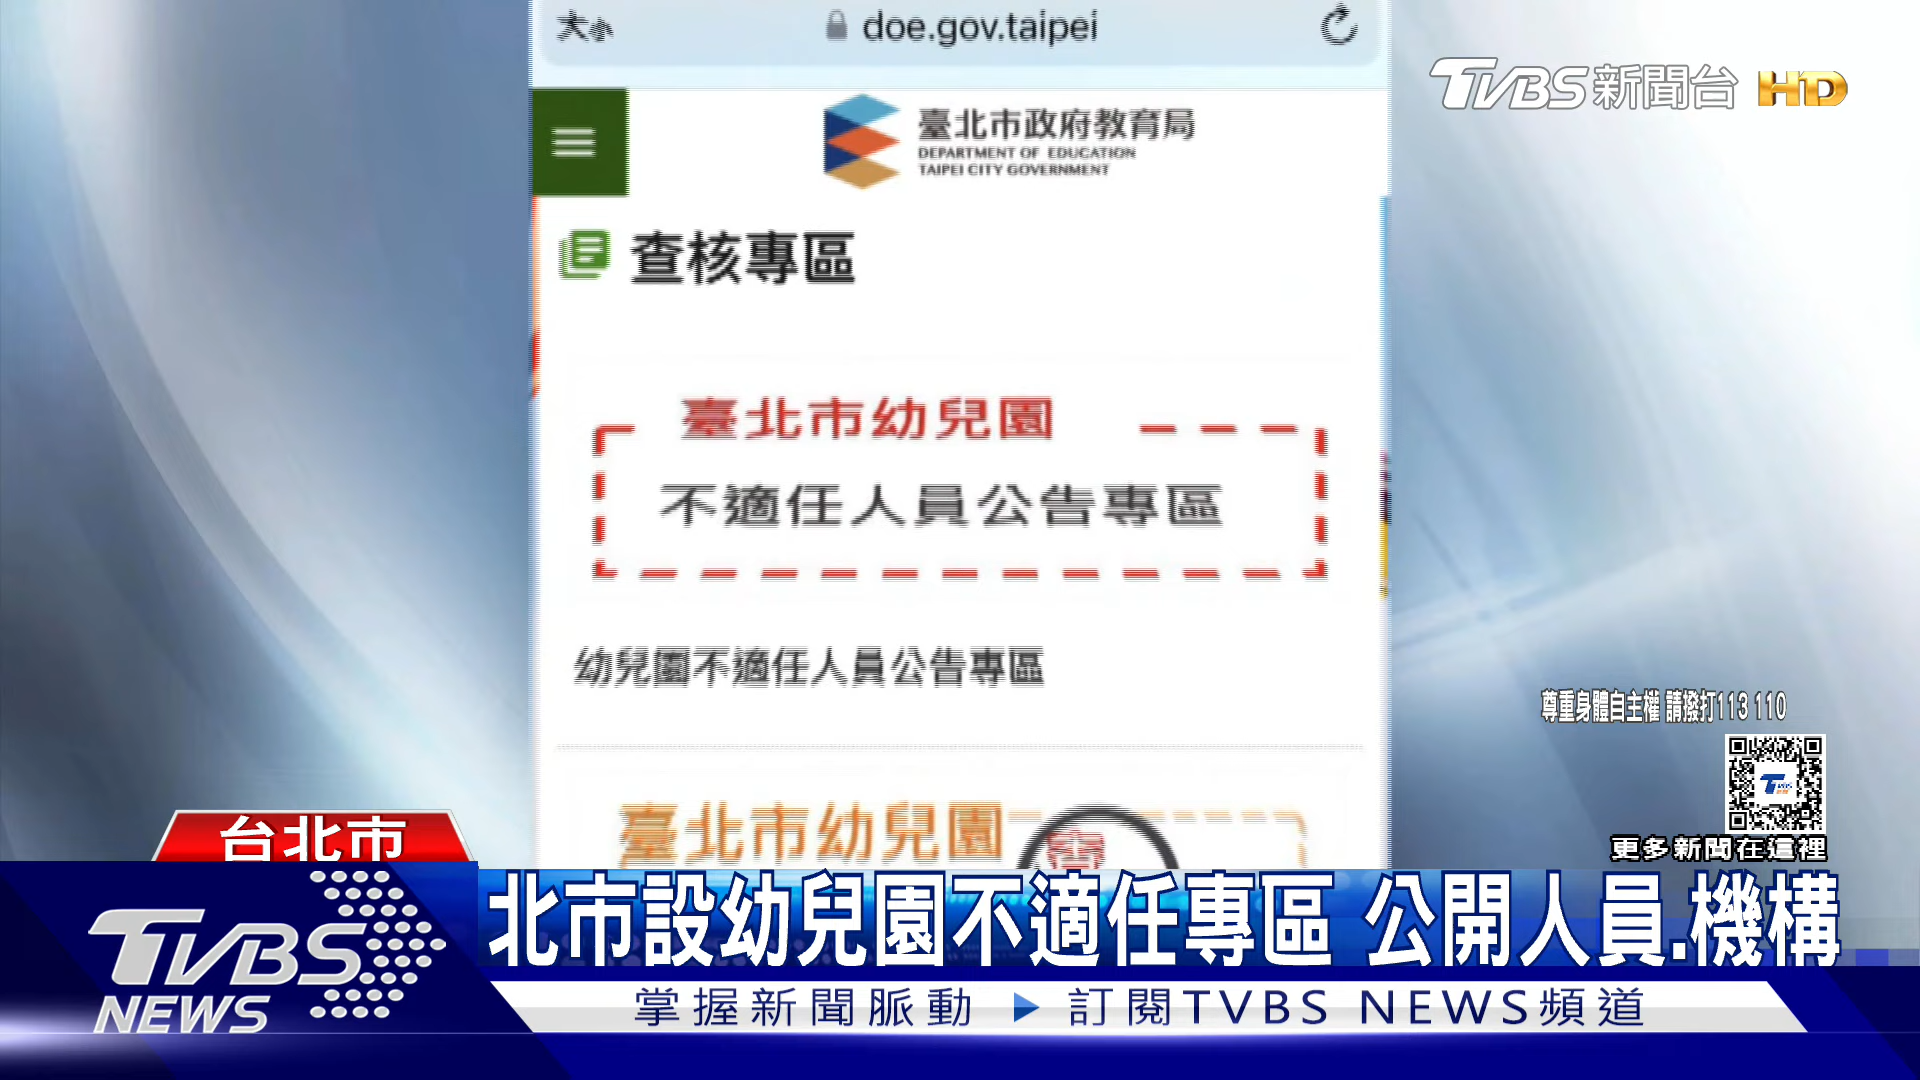 大小
doe.gov.taipei
TVBS新聞台 HD
臺北市政府教育局
DEPARTMENT OF EDUCATION
TAIPEI CITY GOVERNMENT
查核專區
臺北市幼兒園
不適任人員公告專區
幼兒園不適任人員公告專區
尊重身體自主權 請撥打113 110
臺北市幼兒園
更多新聞在這裡
台北市
北市設幼兒園不適任專區 公開人員.機構
TVBS
NEWS
掌握新聞脈動 ▶ 訂閱TVBS NEWS頻道